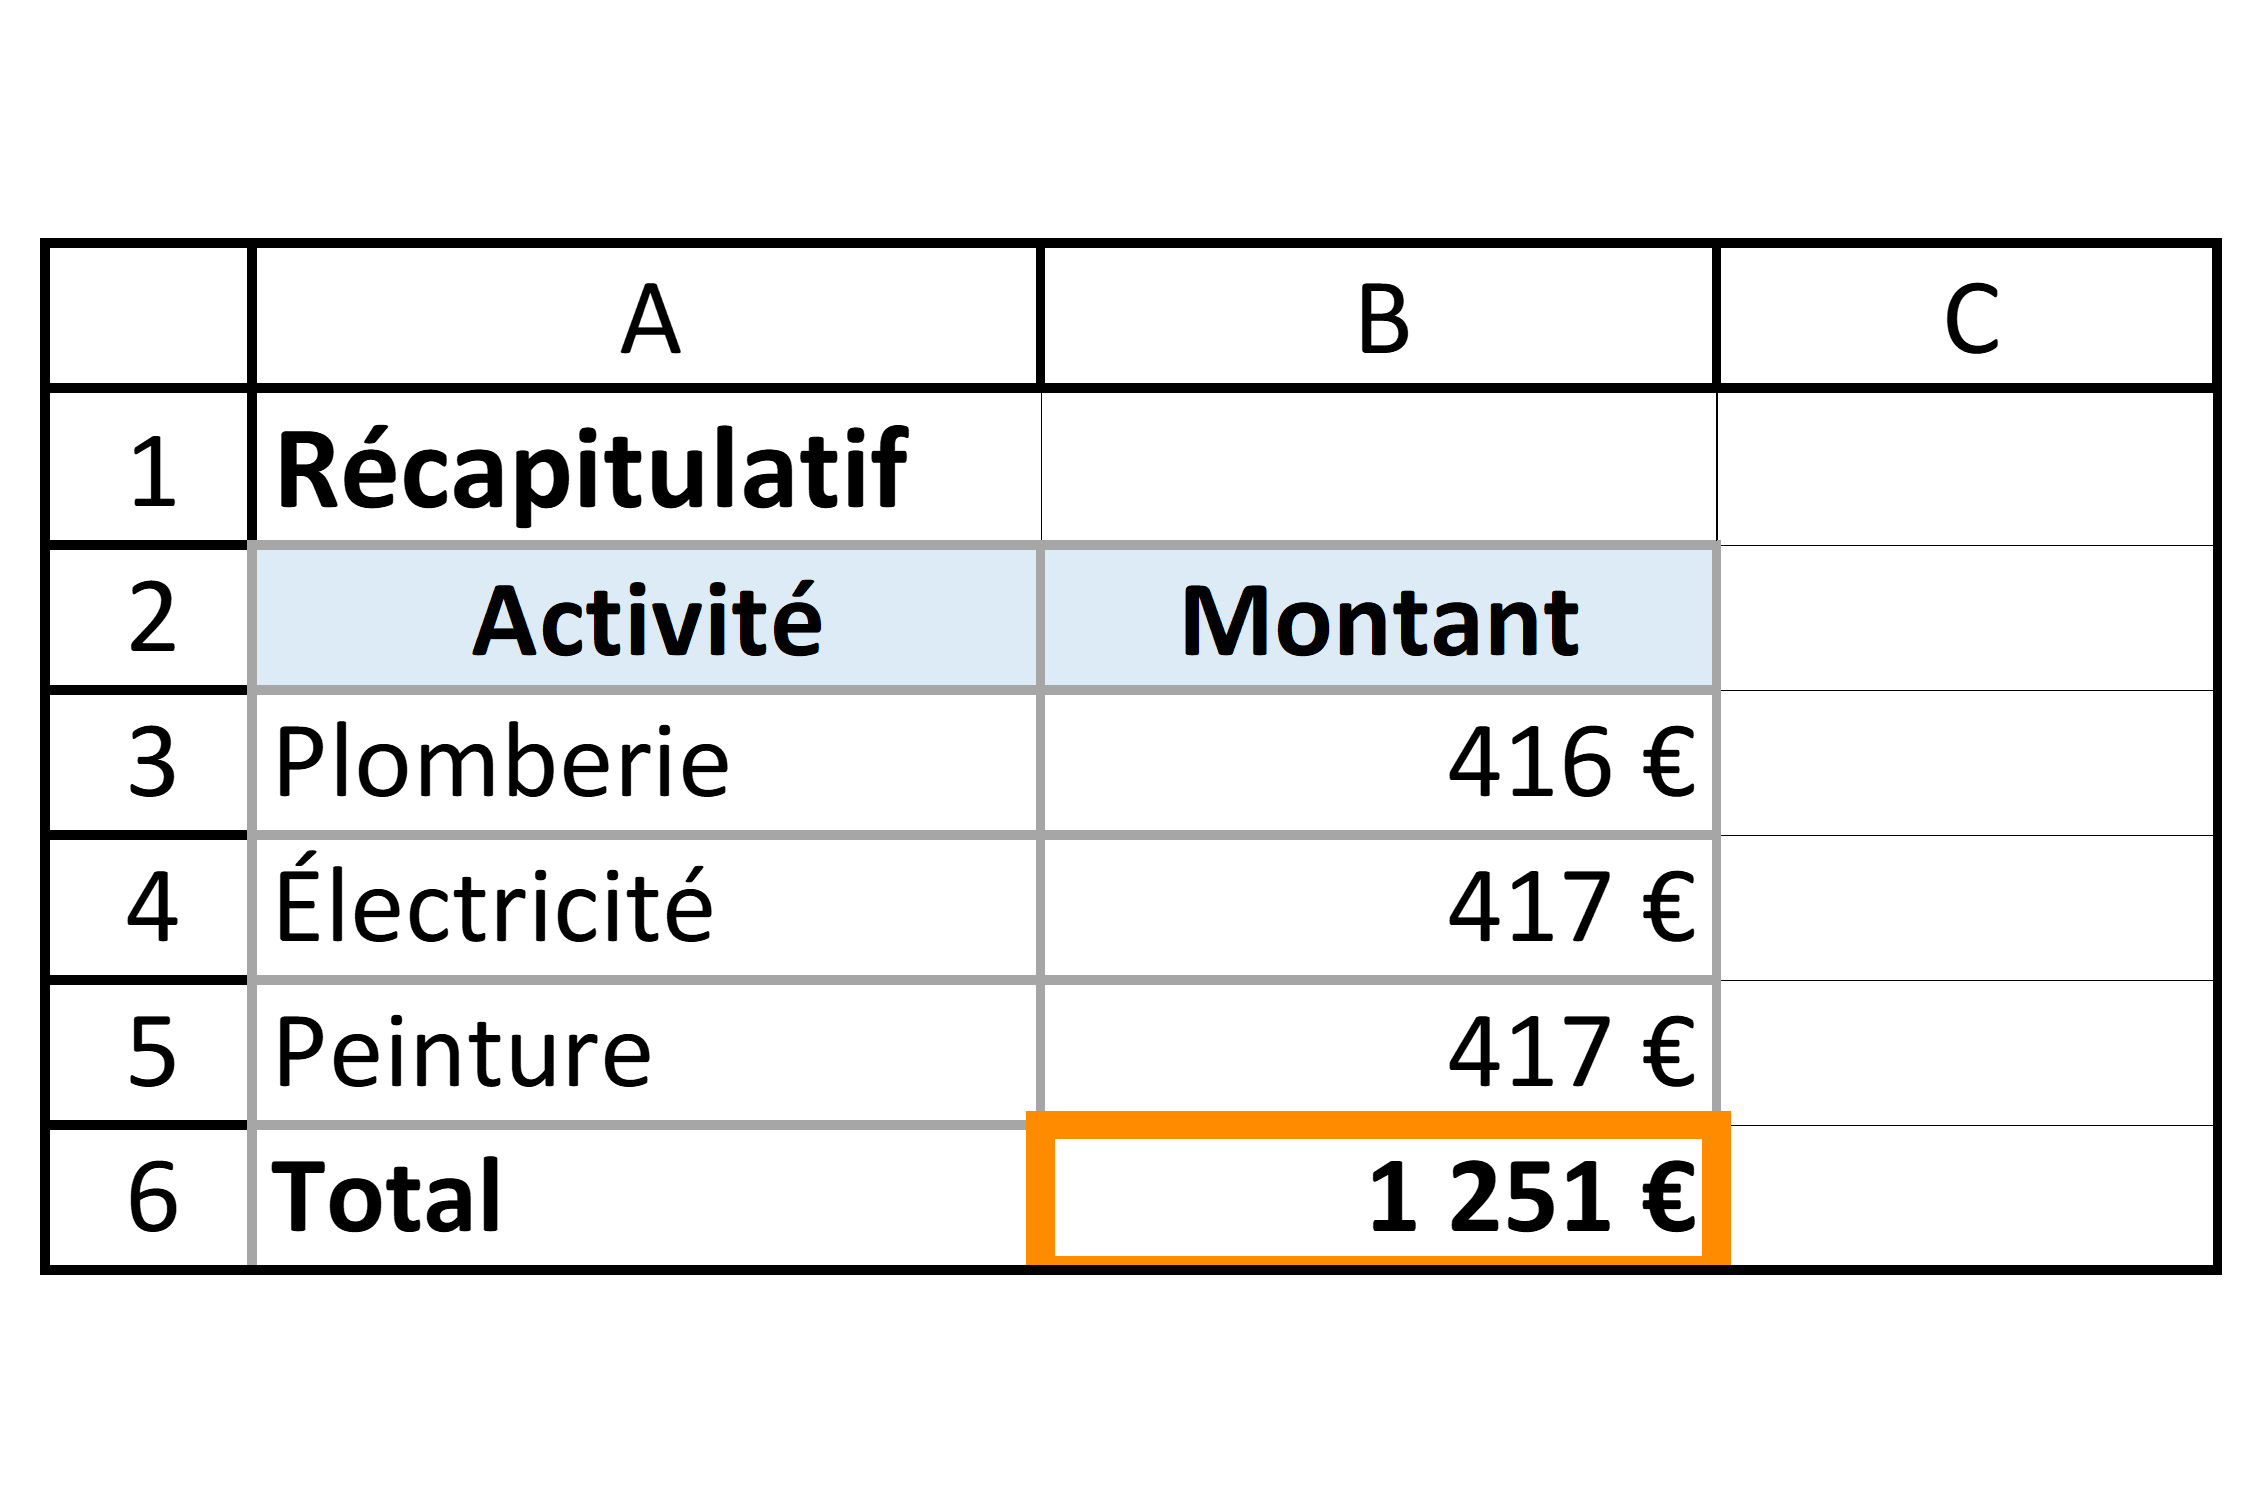 A B C
1 Récapitulatif
2 Activité Montant
3 Plomberie 416 €
4 Électricité 417 €
5 Peinture 417 €
6 Total 1 251 €